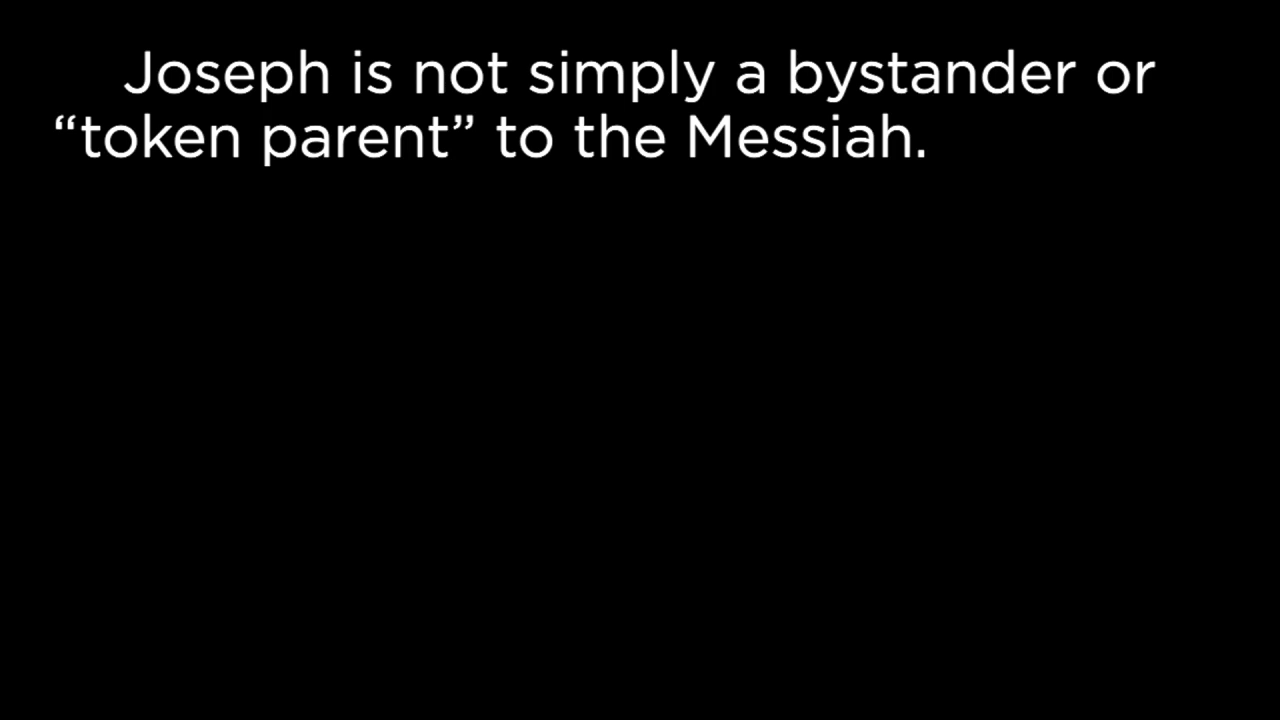 Joseph is not simply a bystander or
“token parent” to the Messiah.